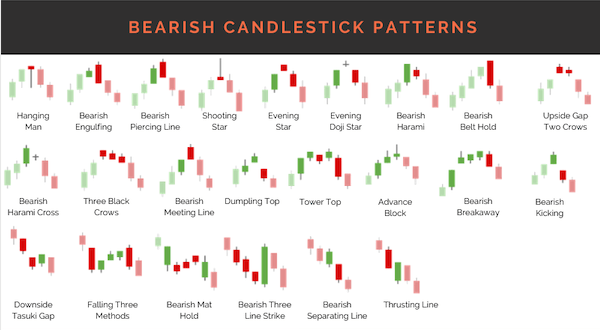 BEARISH CANDLESTICK PATTERNS
Hanging
Man
Bearish
Engulfing
Bearish
Piercing Line
Shooting
Star
Evening
Star
Evening
Doji Star
Bearish
Harami
Bearish
Belt Hold
Upside Gap
Two Crows
Bearish
Harami Cross
Three Black
Crows
Bearish
Meeting Line
Dumpling Top
Tower Top
Advance
Block
Bearish
Breakaway
Bearish
Kicking
Downside
Tasuki Gap
Falling Three
Methods
Bearish Mat
Hold
Bearish Three
Line Strike
Bearish
Separating Line
Thrusting Line